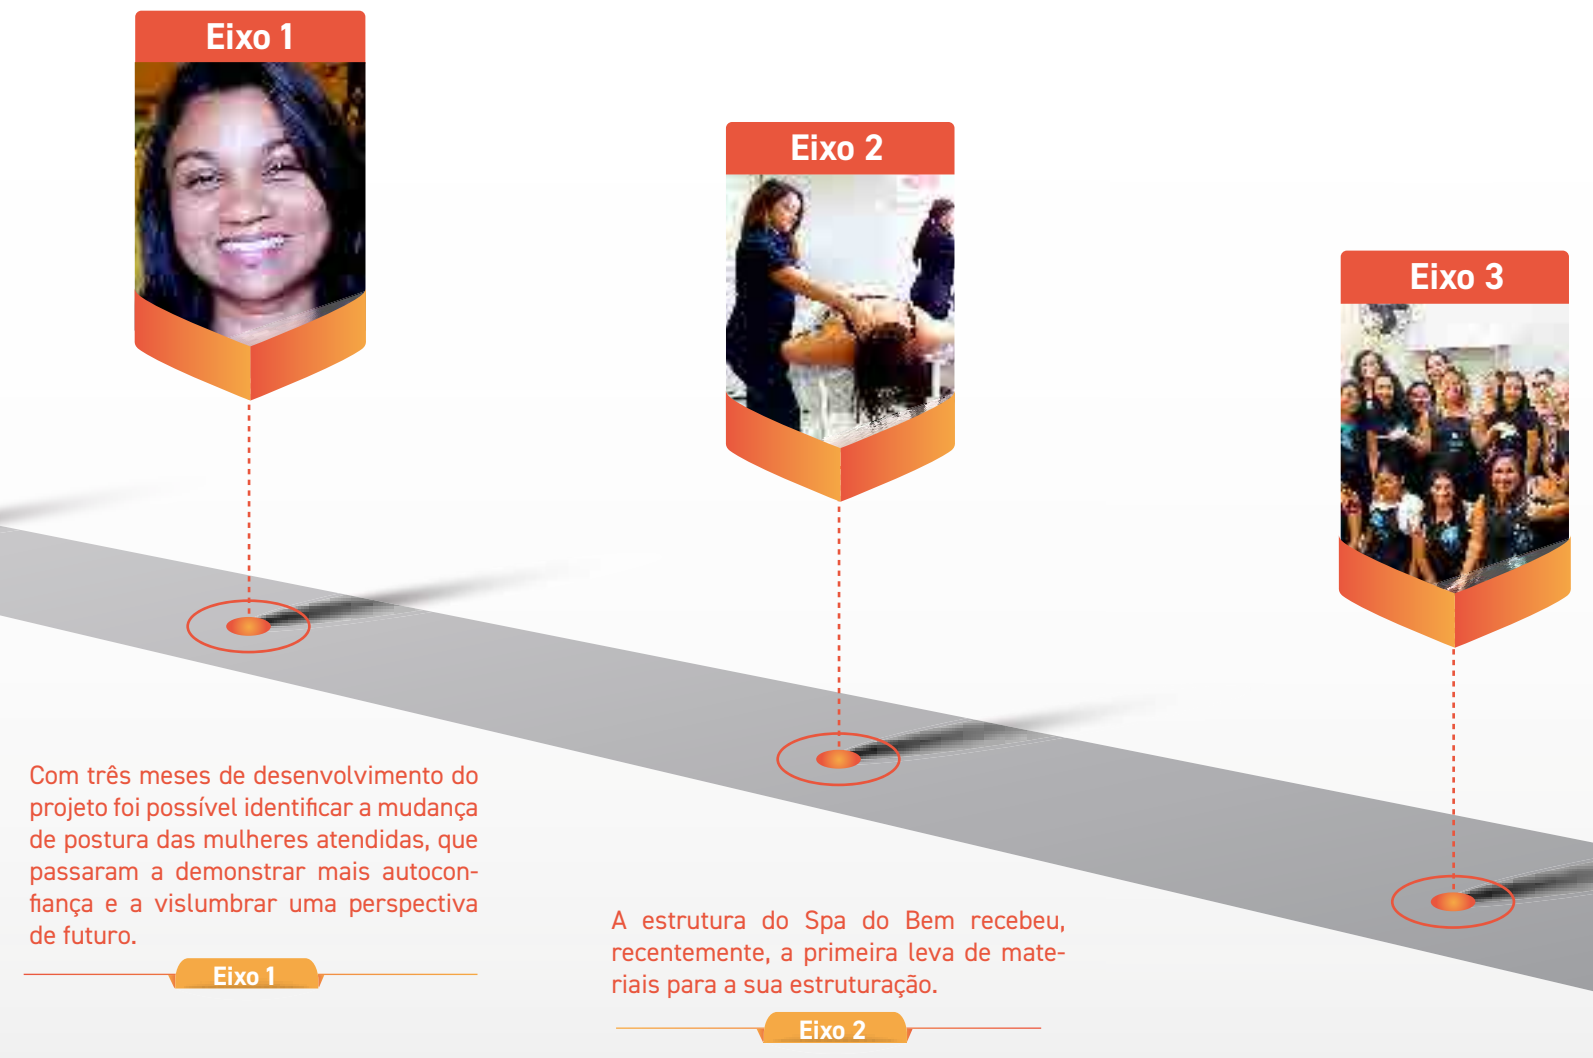 Eixo 1
Eixo 2
Eixo 3
Com três meses de desenvolvimento do
projeto foi possível identificar a mudança
de postura das mulheres atendidas, que
passaram a demonstrar mais autocon-
fiança e a vislumbrar uma perspectiva
de futuro.
Eixo 1
A estrutura do Spa do Bem recebeu,
recentemente, a primeira leva de mate-
riais para a sua estruturação.
Eixo 2